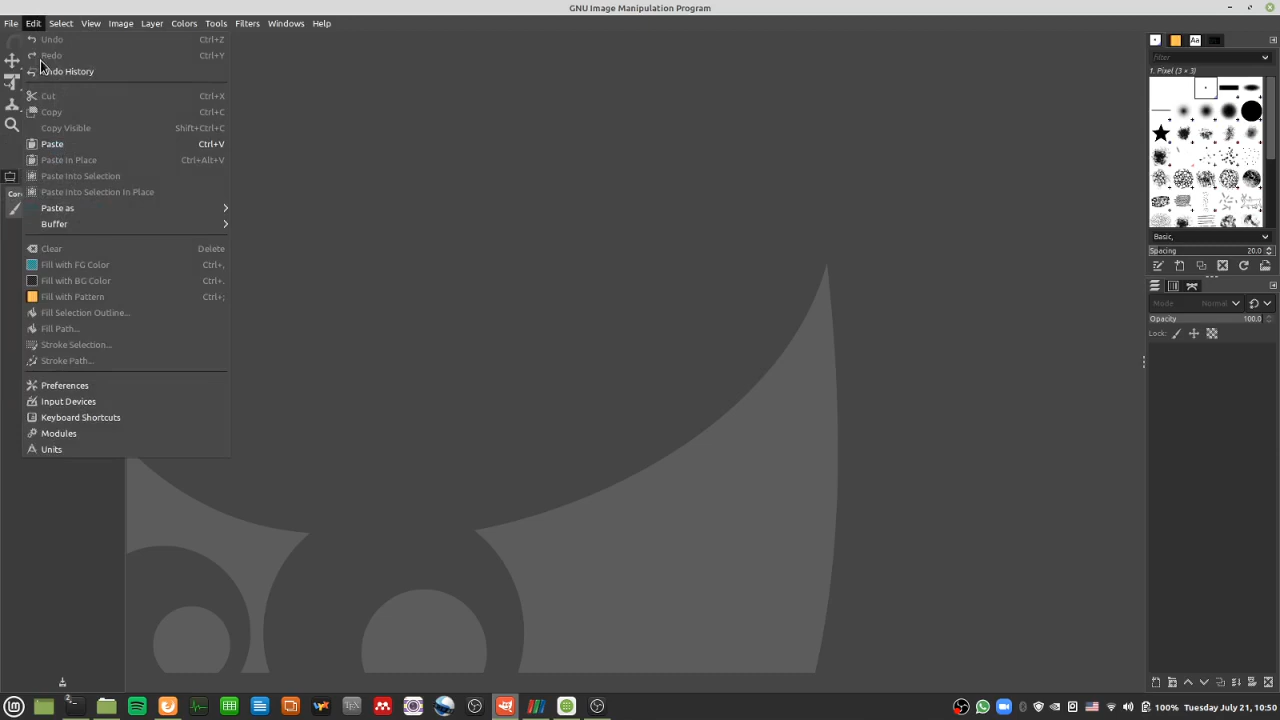 GNU Image Manipulation Program
File Edit Select View Image Layer Colors Tools Filters Windows Help
Undo Ctrl+Z
Redo Ctrl+Y
Undo History
Cut Ctrl+X
Copy Ctrl+C
Copy Visible Shift+Ctrl+C
Paste Ctrl+V
Paste In Place Ctrl+Alt+V
Paste Into Selection
Paste Into Selection In Place
Paste as
Buffer
Clear Delete
Fill with FG Color Ctrl+,
Fill with BG Color Ctrl+.
Fill with Pattern Ctrl+;
Fill Selection Outline...
Fill Path...
Stroke Selection...
Stroke Path...
Preferences
Input Devices
Keyboard Shortcuts
Modules
Units
Cor
Aa
filter
1. Pixel (3 × 3)
Basic,
Spacing 20.0
Mode Normal
Opacity 100.0
Lock:
100% Tuesday July 21, 10:50